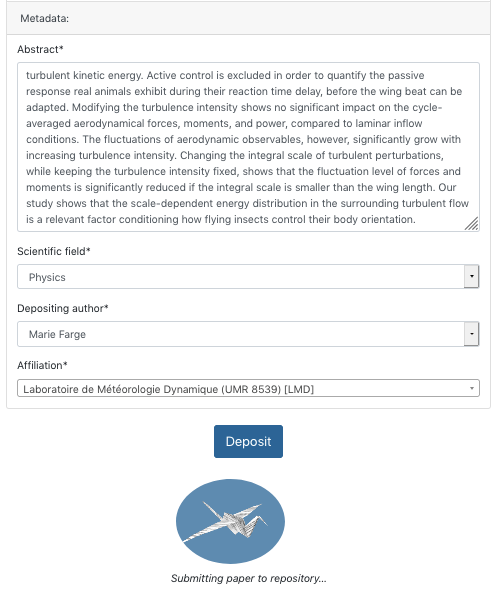 Metadata:
Abstract*
turbulent kinetic energy. Active control is excluded in order to quantify the passive
response real animals exhibit during their reaction time delay, before the wing beat can be
adapted. Modifying the turbulence intensity shows no significant impact on the cycle-
averaged aerodynamical forces, moments, and power, compared to laminar inflow
conditions. The fluctuations of aerodynamic observables, however, significantly grow with
increasing turbulence intensity. Changing the integral scale of turbulent perturbations,
while keeping the turbulence intensity fixed, shows that the fluctuation level of forces and
moments is significantly reduced if the integral scale is smaller than the wing length. Our
study shows that the scale-dependent energy distribution in the surrounding turbulent flow
is a relevant factor conditioning how flying insects control their body orientation.
Scientific field*
Physics
Depositing author*
Marie Farge
Affiliation*
Laboratoire de Météorologie Dynamique (UMR 8539) [LMD]
Deposit
Submitting paper to repository...